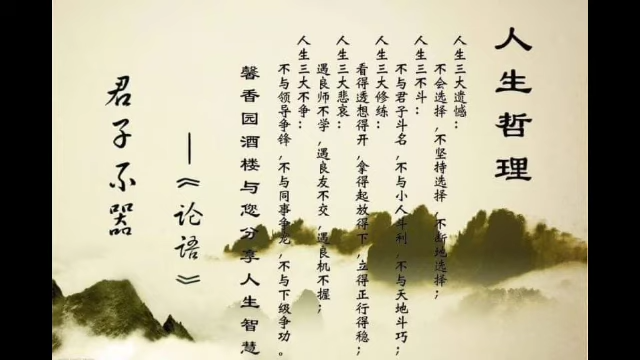 人生哲理
人生三大遗憾：
不会选择，不坚持选择，不断地选择；
人生三不斗：
不与君子斗名，不与小人斗利，不与天地斗巧；
人生三大修练：
看得透想得开，拿得起放得下，立得正行得稳；
人生三大悲哀：
遇良师不学，遇良友不交，遇良机不握；
人生三大不争：
不与领导争锋，不与同事争宠，不与下级争功。
馨香园酒楼与您分享人生智慧
——《论语》
君子不器